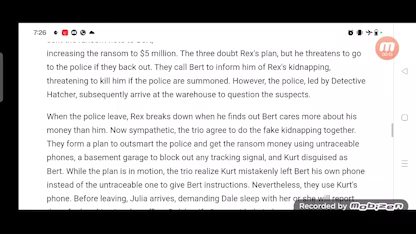 7:26
increasing the ransom to $5 million. The three doubt Rex's plan, but he threatens to go
to the police if they back out. They call Bert to inform him of Rex's kidnapping,
threatening to kill him if the police are summoned. However, the police, led by Detective
Hatcher, subsequently arrive at the warehouse to question the suspects.
When the police leave, Rex breaks down when he finds out Bert cares more about his
money than him. Now sympathetic, the trio agree to do the fake kidnapping together.
They form a plan to outsmart the police and get the ransom money using untraceable
phones, a basement garage to block out any tracking signal, and Kurt disguised as
Bert. While the plan is in motion, the trio realize Kurt mistakenly left Bert his own phone
instead of the untraceable one to give Bert instructions. Nevertheless, they use Kurt's
phone. Before leaving, Julia arrives, demanding Dale sleep with her or she will report
Recorded by mobizen